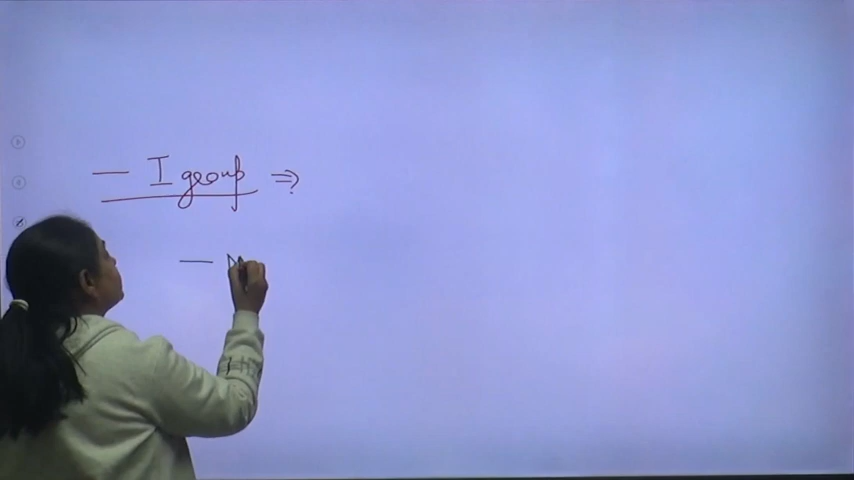 — I group ⇒
— N